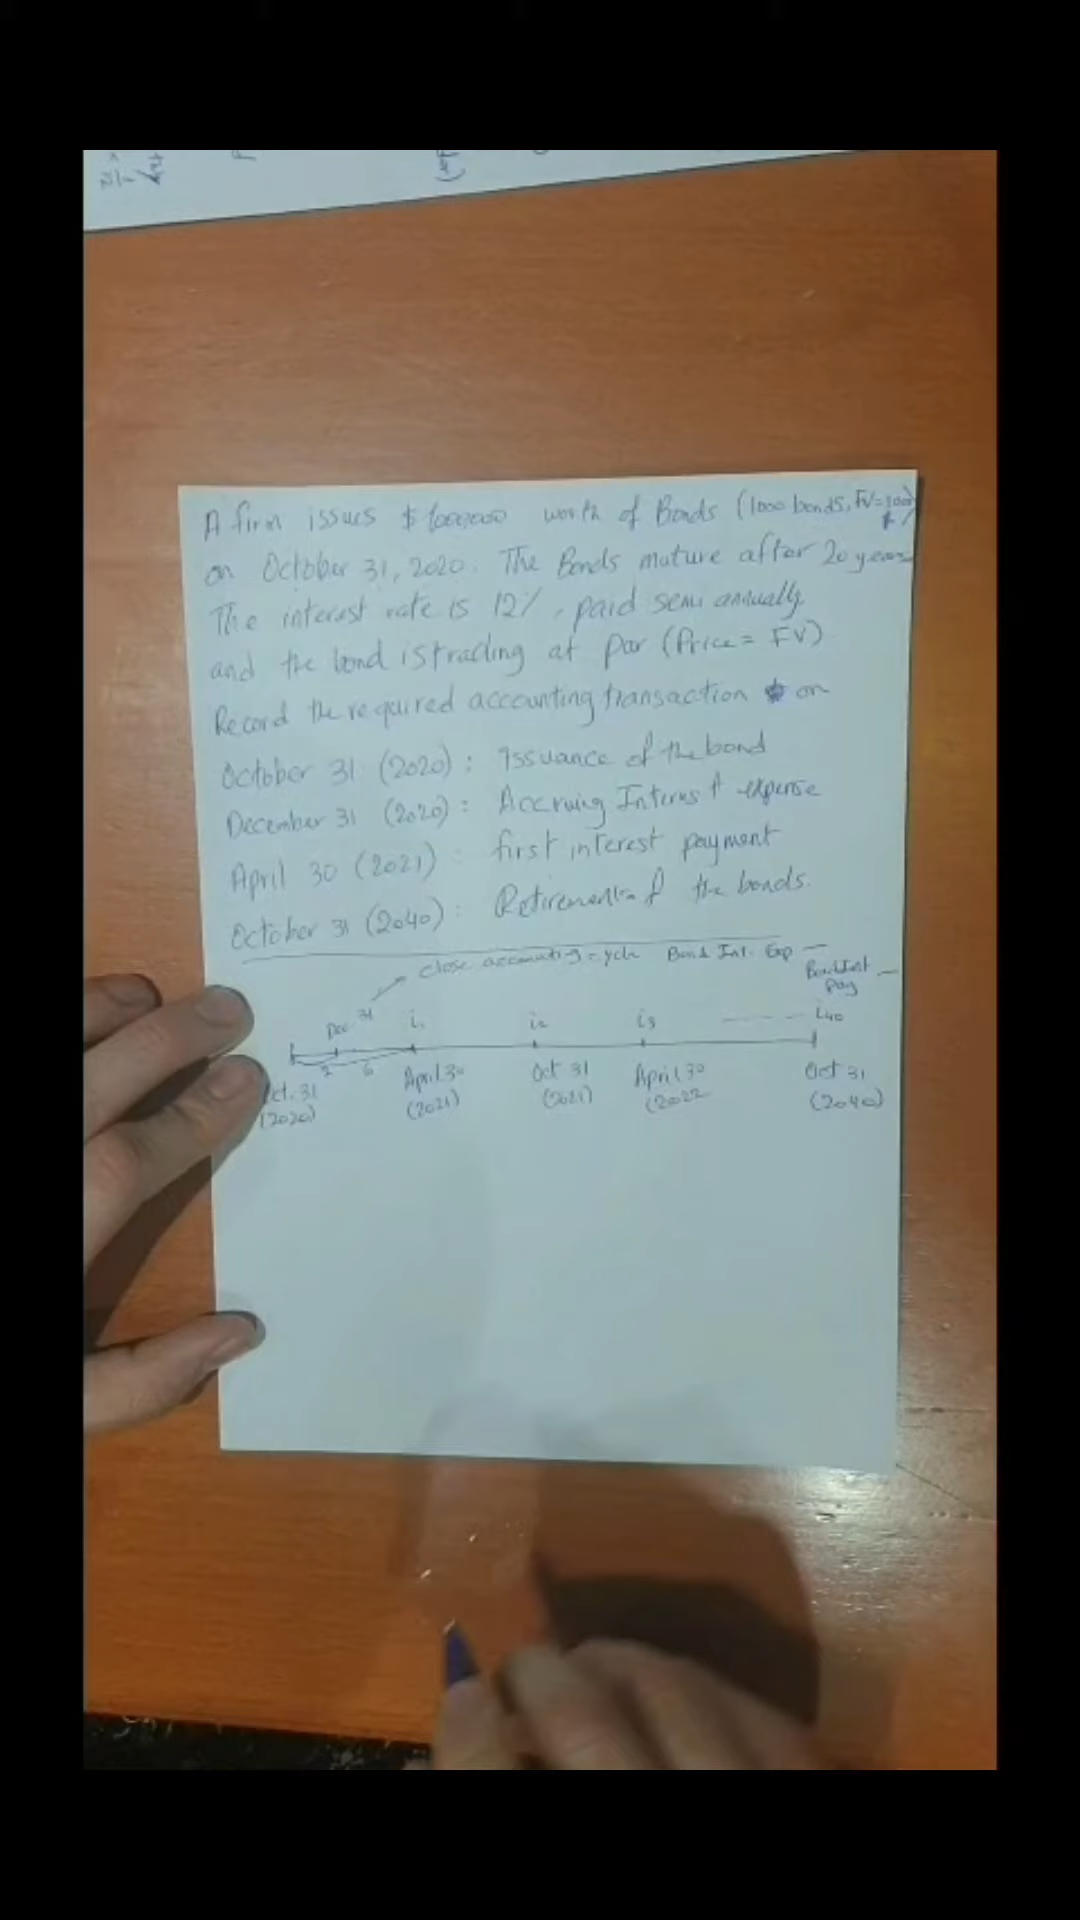 A firm issues $ 1000000 worth of Bonds (1000 bonds, FV=
on October 31, 2020. The Bonds mature after 20 years
The interest rate is 12%, paid semi annually
and the bond is trading at Par (Price = FV)
Record the required accounting transaction on
October 31 (2020): Issuance of the bond
December 31 (2020): Accruing Interest expense
April 30 (2021): first interest payment
October 31 (2040): Retirement of the bonds.
close accounting cycle Bond Int. Exp
Bond Int Pay
Dec 31 i1 i2 i3 i40
2 6
Oct. 31 April 30 Oct 31 April 30 Oct 31
(2020) (2021) (2021) (2022 (2040)